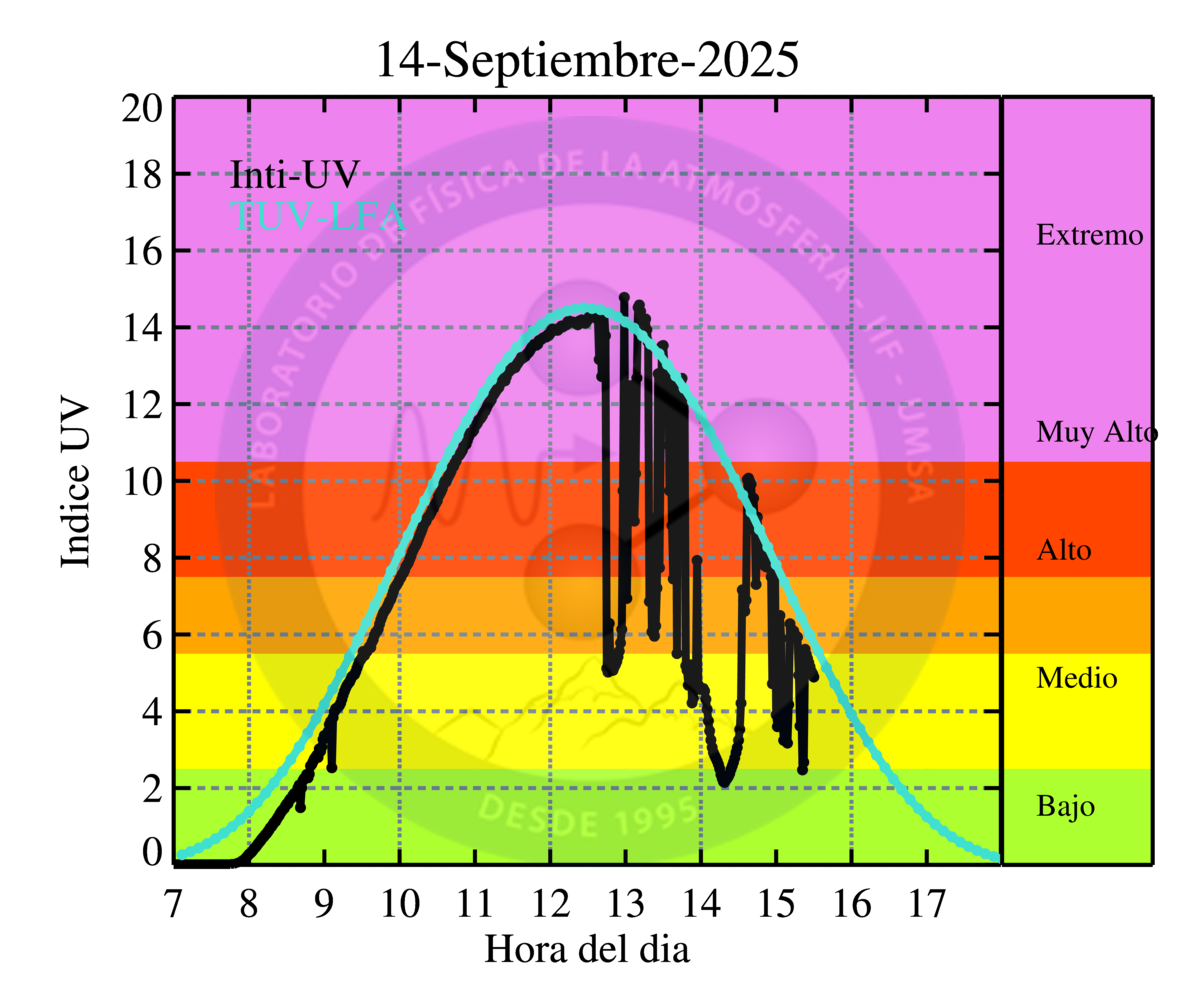 14-Septiembre-2025
20
18
16
14
12
10
8
6
4
2
0
Indice UV
Inti-UV
TUV-LFA
LABORATORIO DE FÍSICA DE LA ATMÓSFERA - IIF - UMSA
DESDE 1995
Extremo
Muy Alto
Alto
Medio
Bajo
7 8 9 10 11 12 13 14 15 16 17
Hora del dia